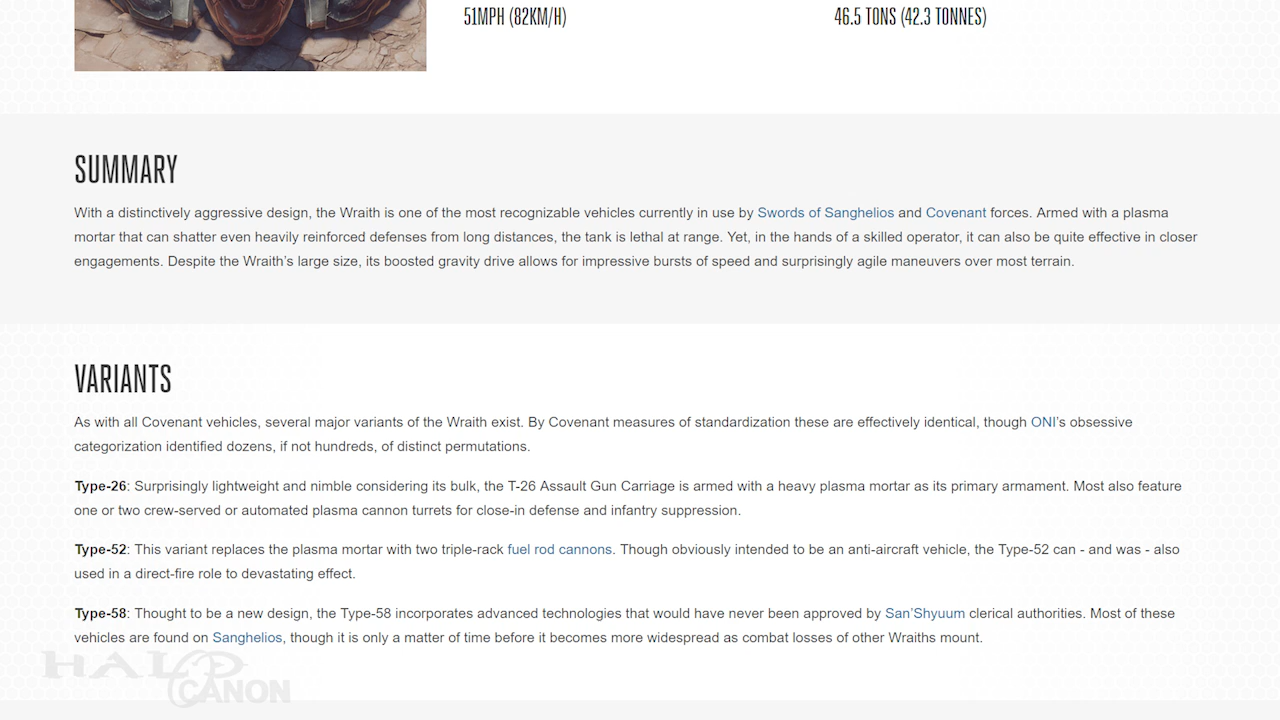 51MPH (82KM/H) 46.5 TONS (42.3 TONNES)
SUMMARY
With a distinctively aggressive design, the Wraith is one of the most recognizable vehicles currently in use by Swords of Sanghelios and Covenant forces. Armed with a plasma
mortar that can shatter even heavily reinforced defenses from long distances, the tank is lethal at range. Yet, in the hands of a skilled operator, it can also be quite effective in closer
engagements. Despite the Wraith's large size, its boosted gravity drive allows for impressive bursts of speed and surprisingly agile maneuvers over most terrain.
VARIANTS
As with all Covenant vehicles, several major variants of the Wraith exist. By Covenant measures of standardization these are effectively identical, though ONI's obsessive
categorization identified dozens, if not hundreds, of distinct permutations.
Type-26: Surprisingly lightweight and nimble considering its bulk, the T-26 Assault Gun Carriage is armed with a heavy plasma mortar as its primary armament. Most also feature
one or two crew-served or automated plasma cannon turrets for close-in defense and infantry suppression.
Type-52: This variant replaces the plasma mortar with two triple-rack fuel rod cannons. Though obviously intended to be an anti-aircraft vehicle, the Type-52 can - and was - also
used in a direct-fire role to devastating effect.
Type-58: Thought to be a new design, the Type-58 incorporates advanced technologies that would have never been approved by San'Shyuum clerical authorities. Most of these
vehicles are found on Sanghelios, though it is only a matter of time before it becomes more widespread as combat losses of other Wraiths mount.
HALO
CANON